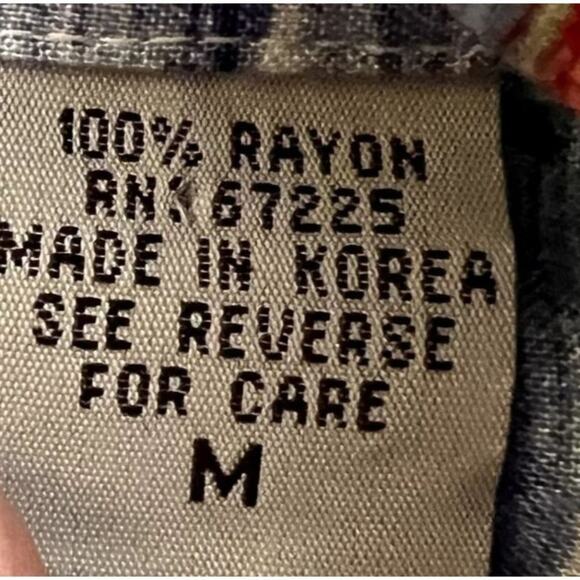 100% RAYON
RN: 67225
MADE IN KOREA
SEE REVERSE
FOR CARE
M